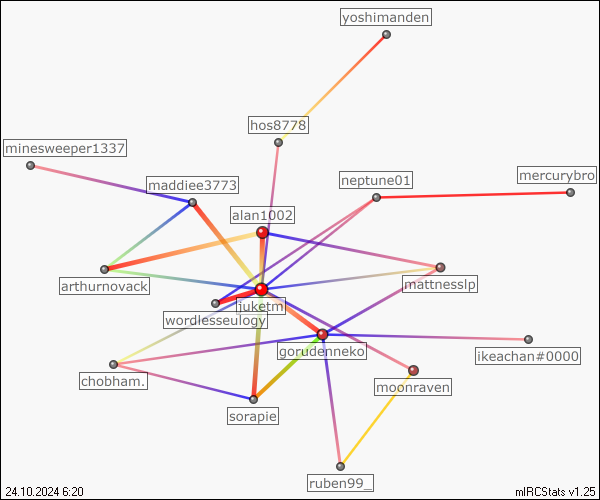 yoshimanden
hos8778
minesweeper1337
mercurybro
neptune01
maddiee3773
alan1002
mattnesslp
arthurnovack
juketm
wordlesseulogy
gorudenneko
ikeachan#0000
chobham.
moonraven
sorapie
ruben99_
24.10.2024 6:20
mIRCStats v1.25